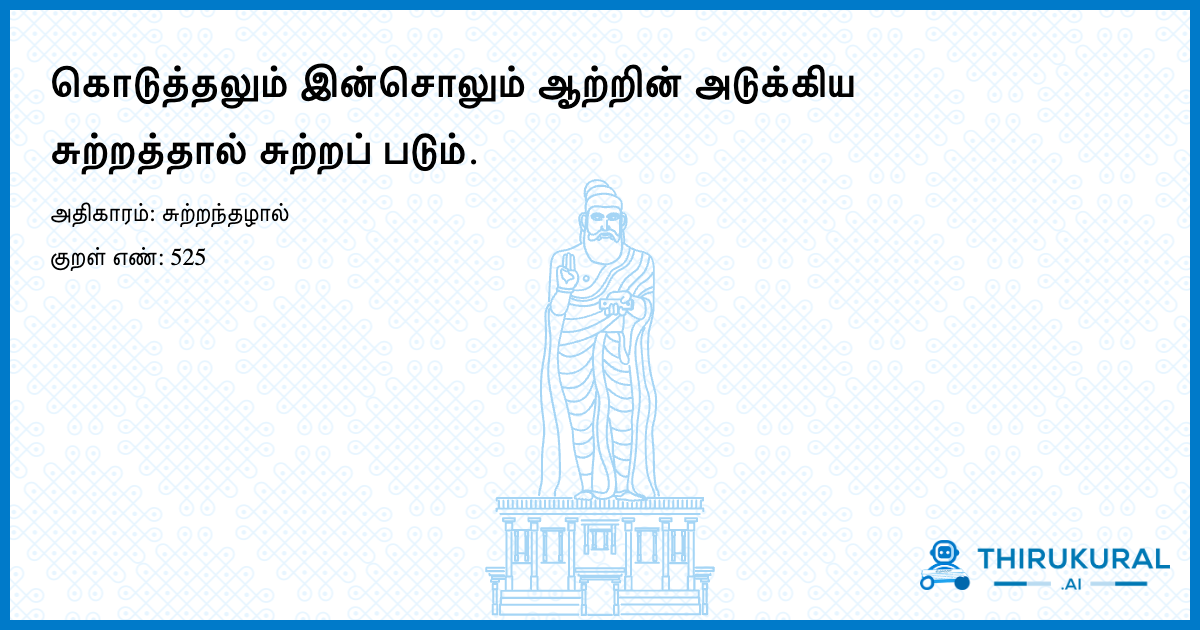 கொடுத்தலும் இன்சொலும் ஆற்றின் அடுக்கிய
சுற்றத்தால் சுற்றப் படும்.
அதிகாரம்: சுற்றந்தழால்
குறள் எண்: 525
THIRUKURAL
.AI